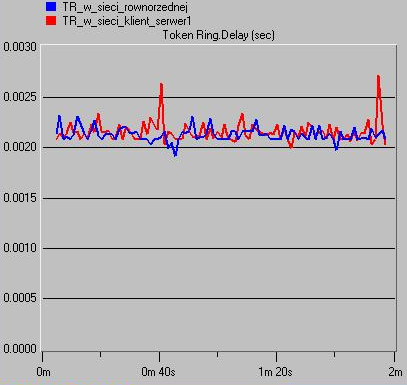 TR_w_sieci_rownorzednej
TR_w_sieci_klient_serwer1
Token Ring.Delay (sec)
0.0030
0.0025
0.0020
0.0015
0.0010
0.0005
0.0000
0m 0m 40s 1m 20s 2m